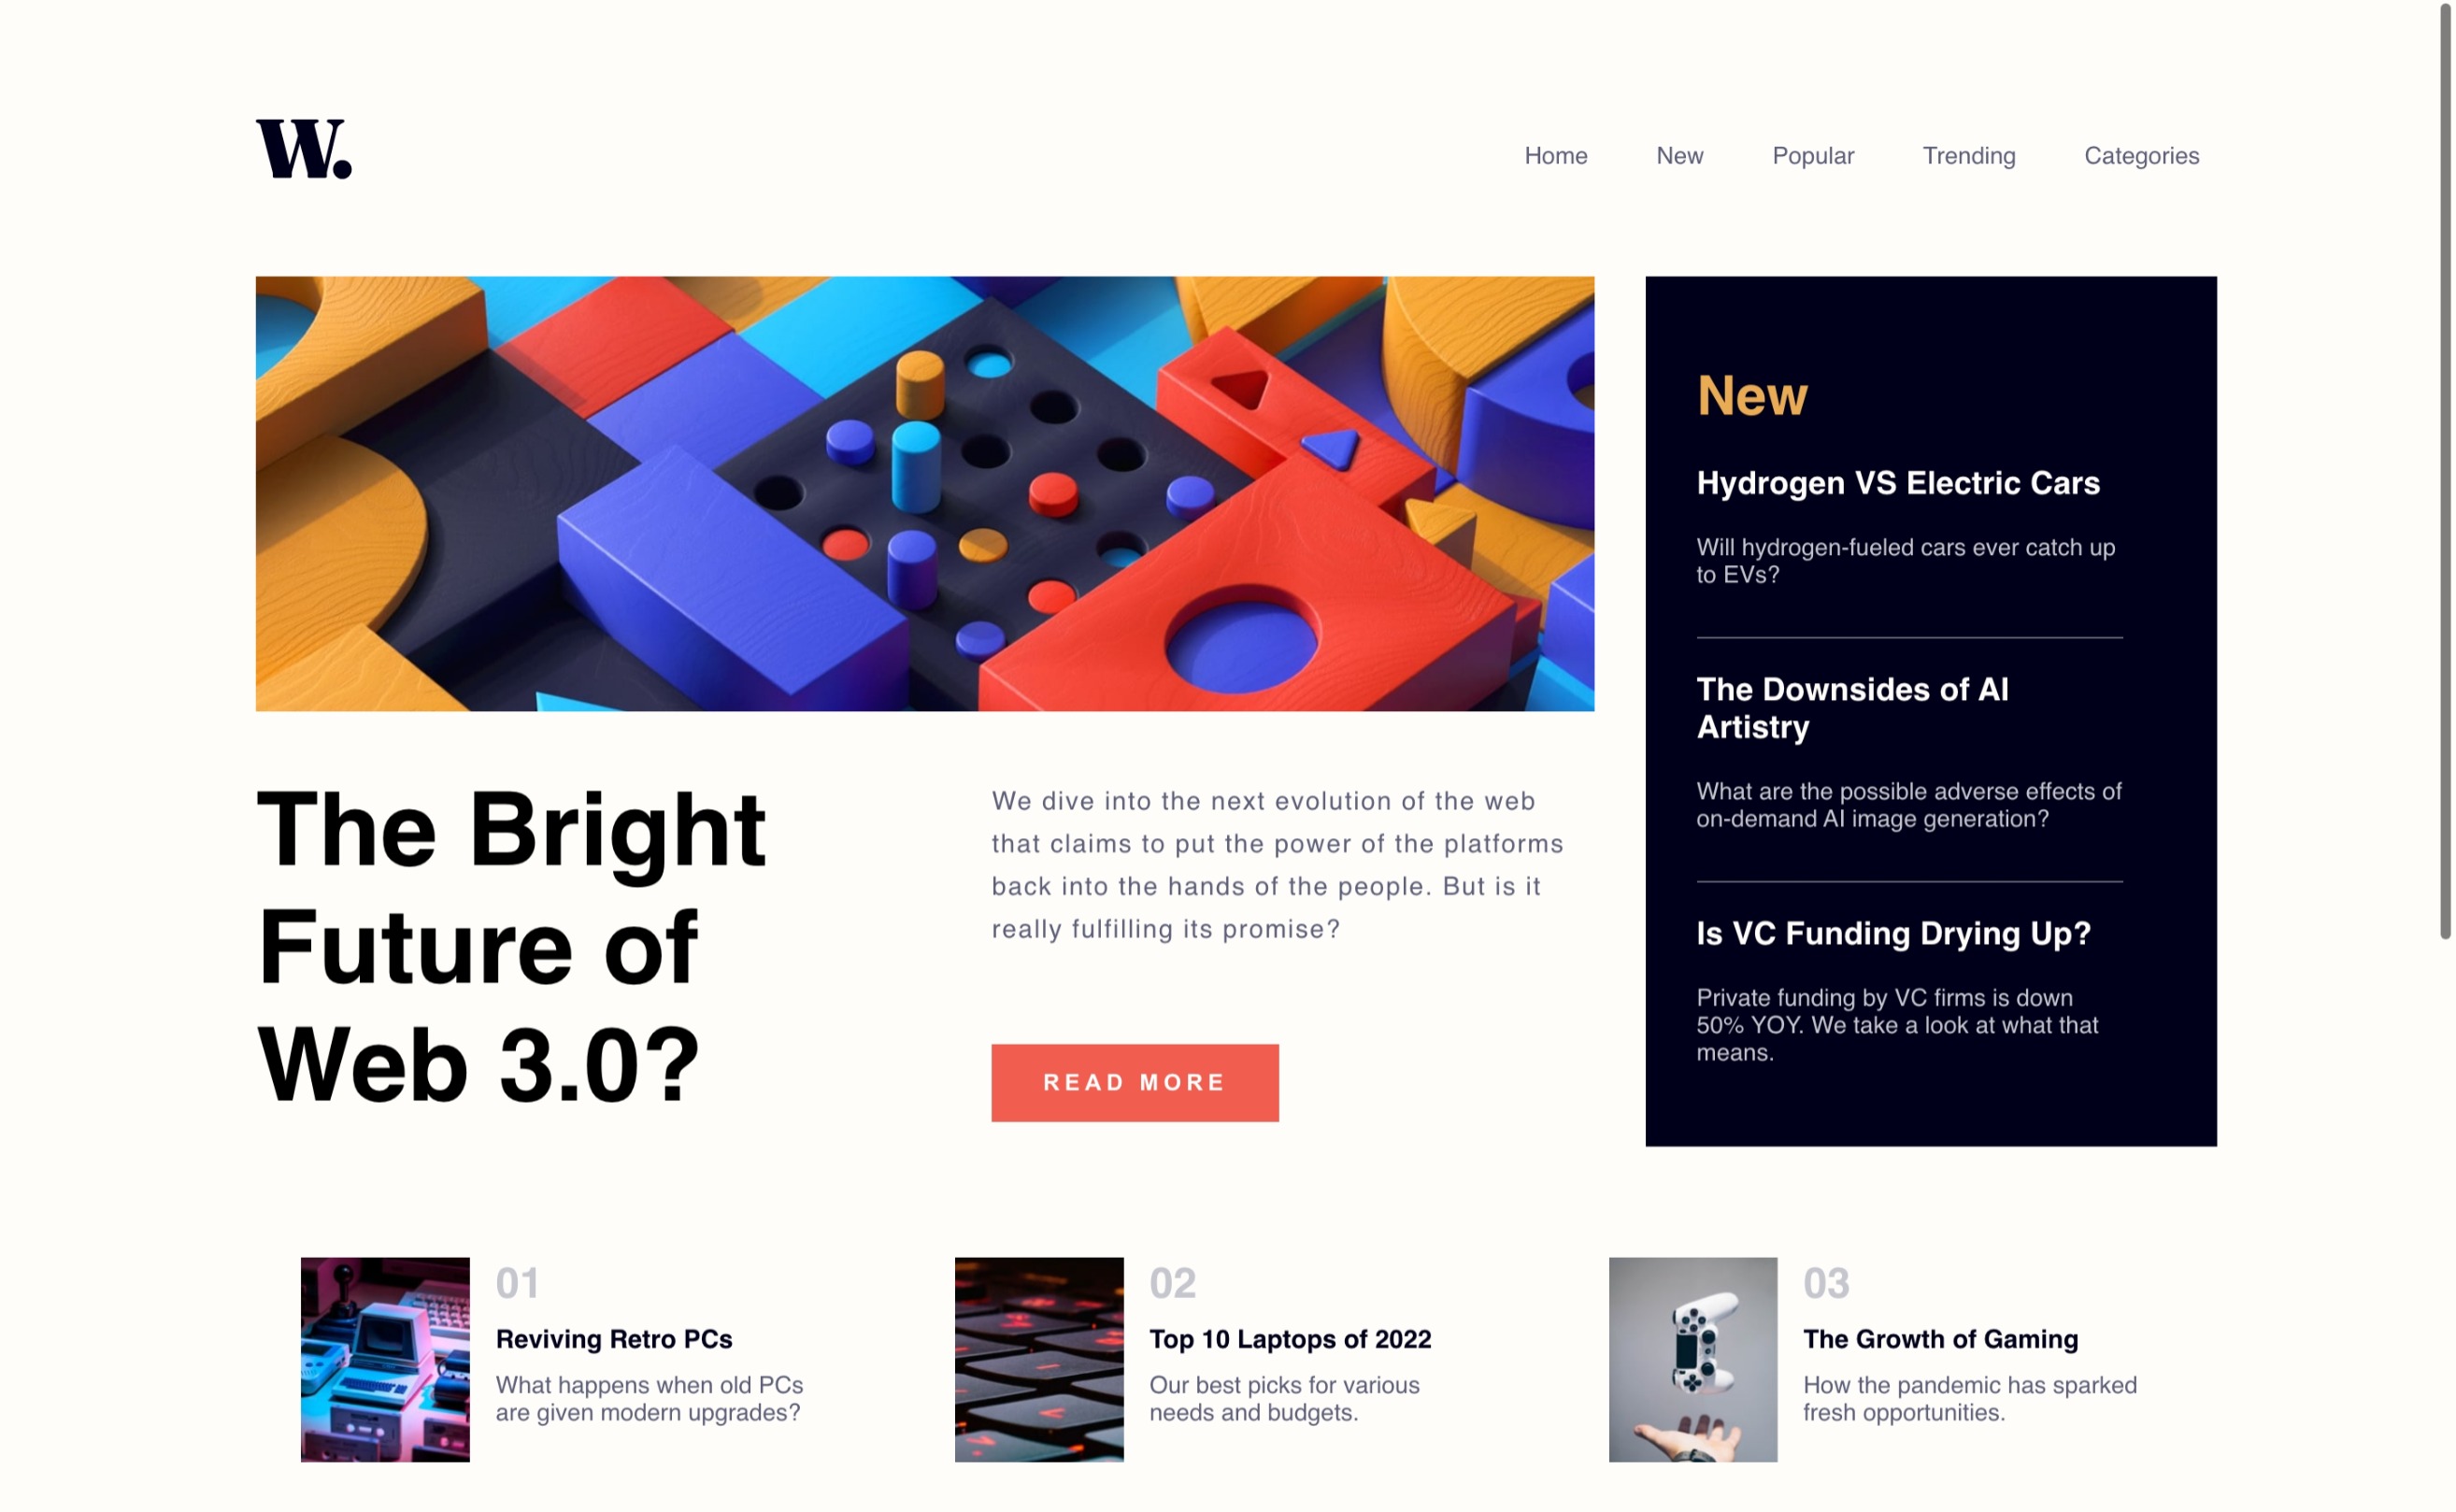 W.
Home
New
Popular
Trending
Categories
The Bright
Future of
Web 3.0?
We dive into the next evolution of the web
that claims to put the power of the platforms
back into the hands of the people. But is it
really fulfilling its promise?
READ MORE
New
Hydrogen VS Electric Cars
Will hydrogen-fueled cars ever catch up
to EVs?
The Downsides of AI
Artistry
What are the possible adverse effects of
on-demand AI image generation?
Is VC Funding Drying Up?
Private funding by VC firms is down
50% YOY. We take a look at what that
means.
01
Reviving Retro PCs
What happens when old PCs
are given modern upgrades?
02
Top 10 Laptops of 2022
Our best picks for various
needs and budgets.
03
The Growth of Gaming
How the pandemic has sparked
fresh opportunities.